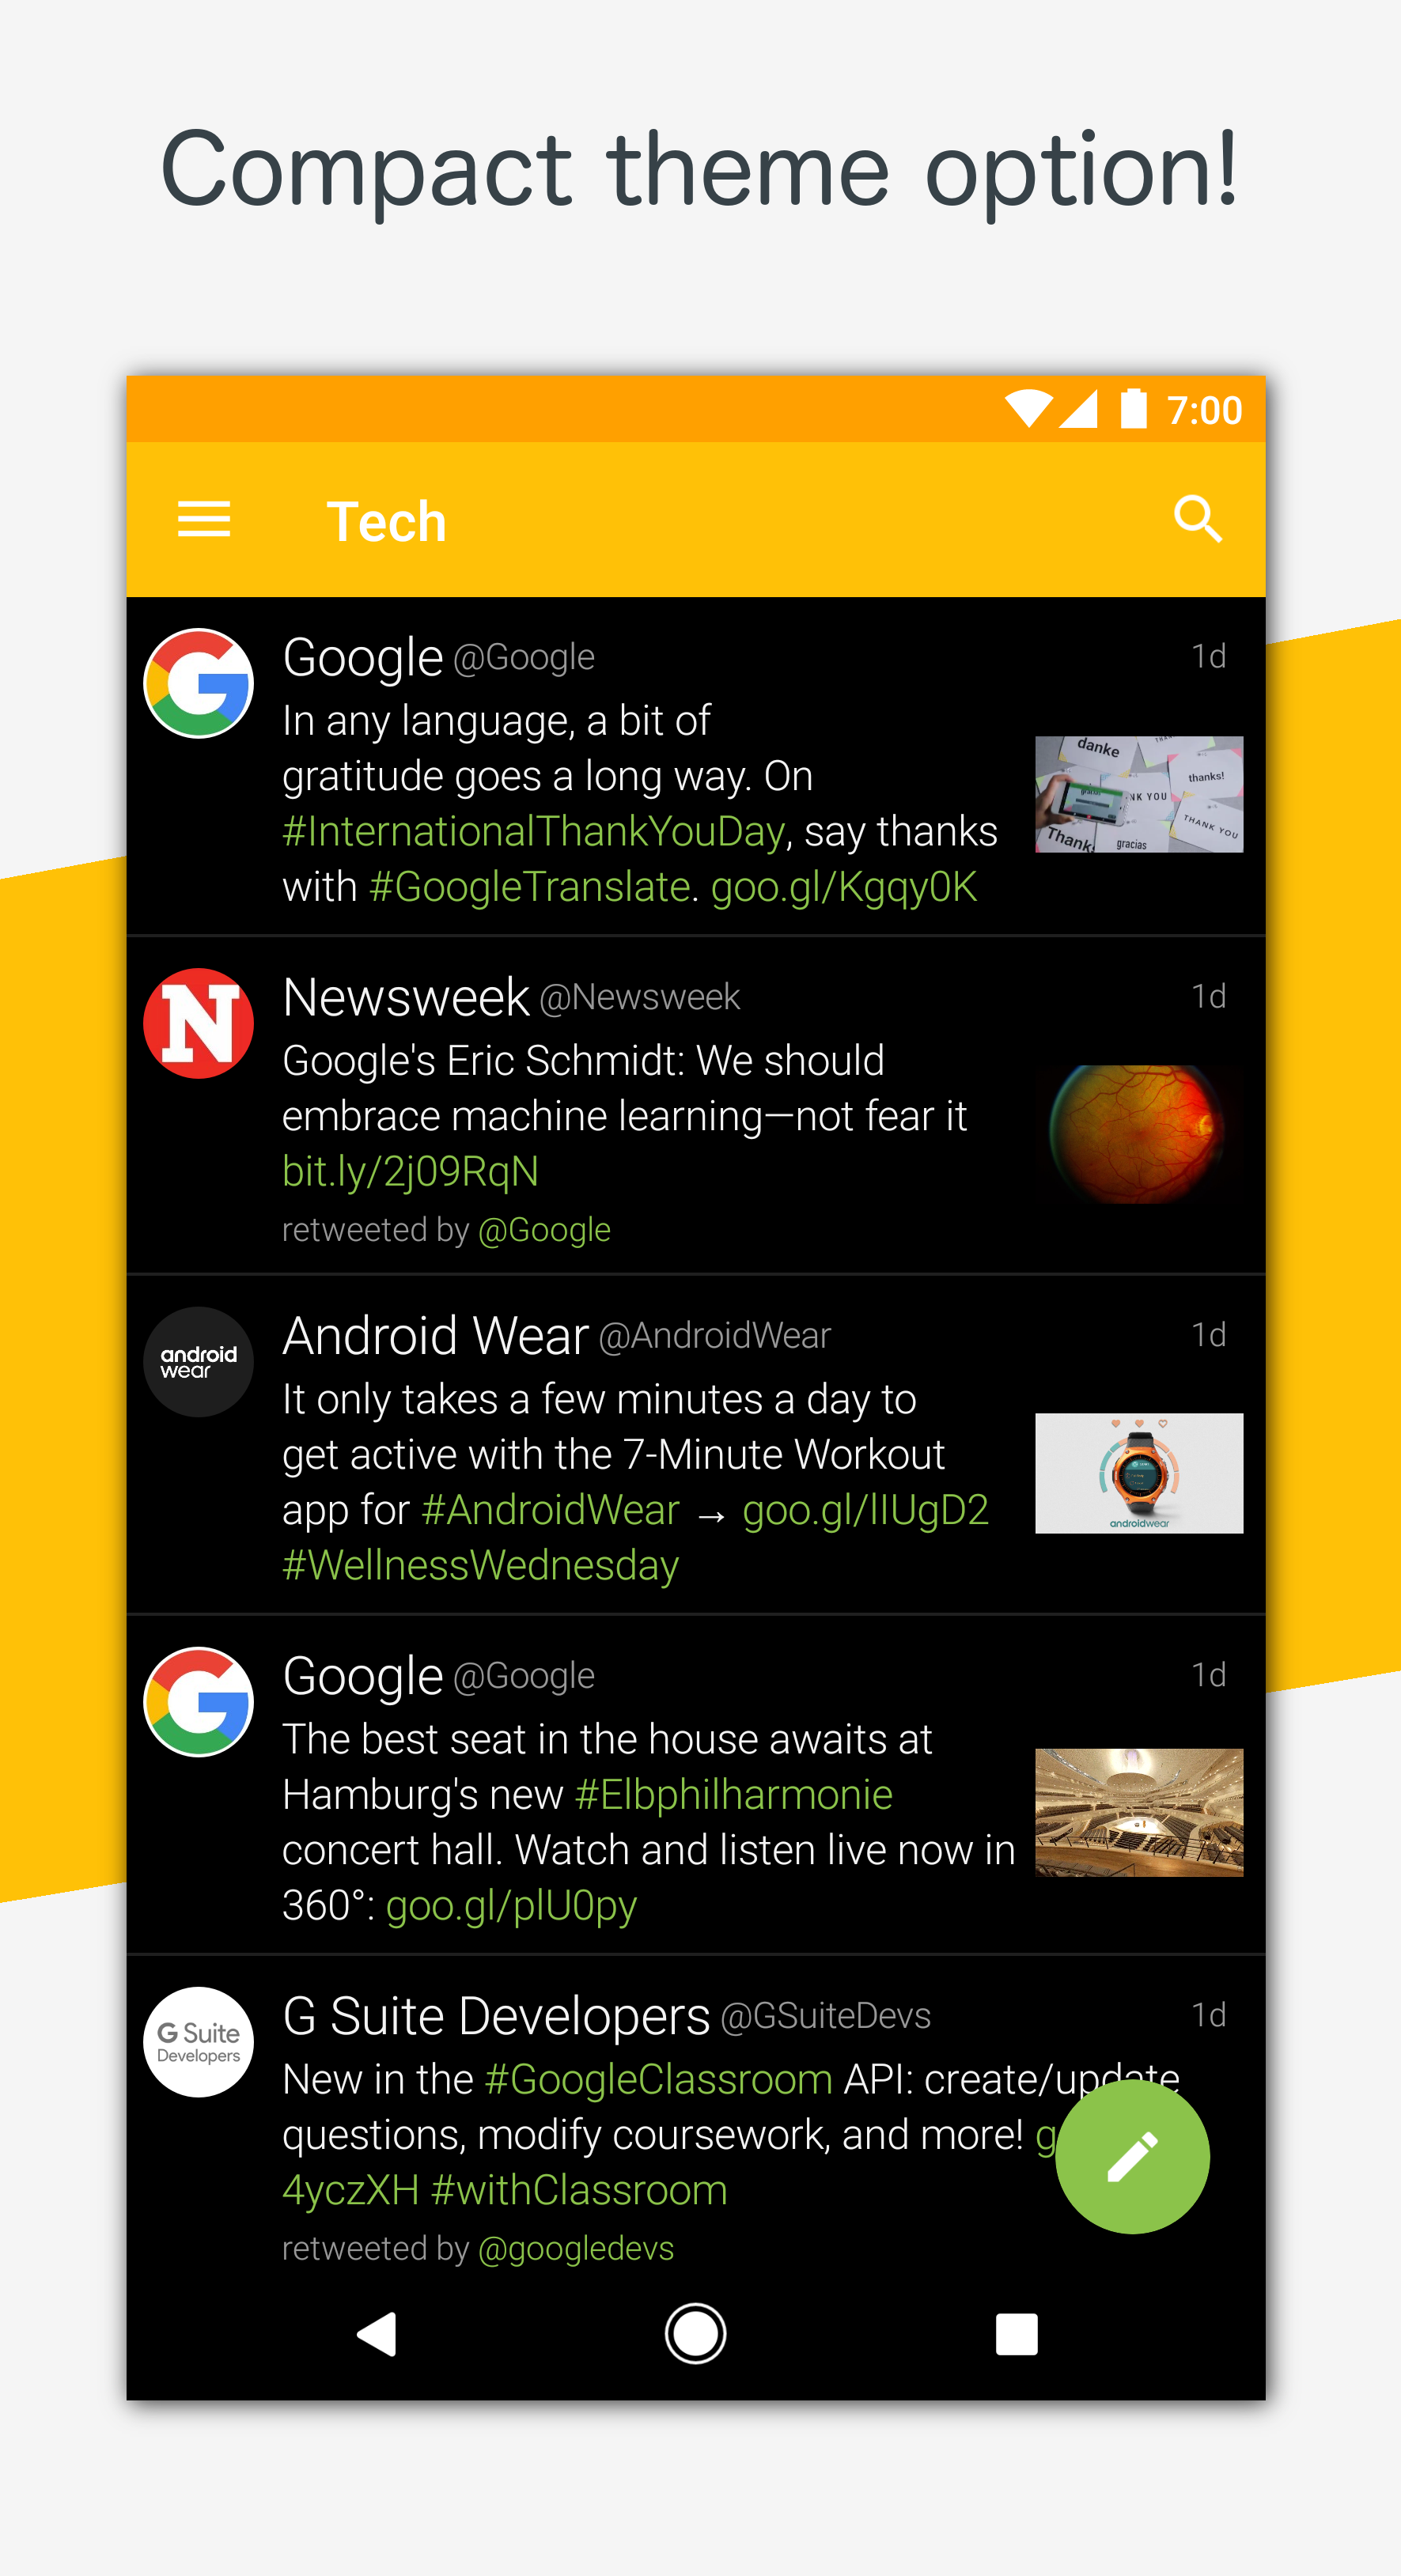 Compact theme option!
7:00
Tech
Google @Google 1d
In any language, a bit of
gratitude goes a long way. On
#InternationalThankYouDay, say thanks
with #GoogleTranslate. goo.gl/Kgqy0K
danke
thanks!
NK YOU
THANK YOU
Thank
gracias
N
Newsweek @Newsweek 1d
Google's Eric Schmidt: We should
embrace machine learning—not fear it
bit.ly/2j09RqN
retweeted by @Google
android
wear
Android Wear @AndroidWear 1d
It only takes a few minutes a day to
get active with the 7-Minute Workout
app for #AndroidWear → goo.gl/lIUgD2
#WellnessWednesday
androidwear
Google @Google 1d
The best seat in the house awaits at
Hamburg's new #Elbphilharmonie
concert hall. Watch and listen live now in
360°: goo.gl/plU0py
G Suite
Developers
G Suite Developers @GSuiteDevs 1d
New in the #GoogleClassroom API: create/update
questions, modify coursework, and more! g
4yczXH #withClassroom
retweeted by @googledevs